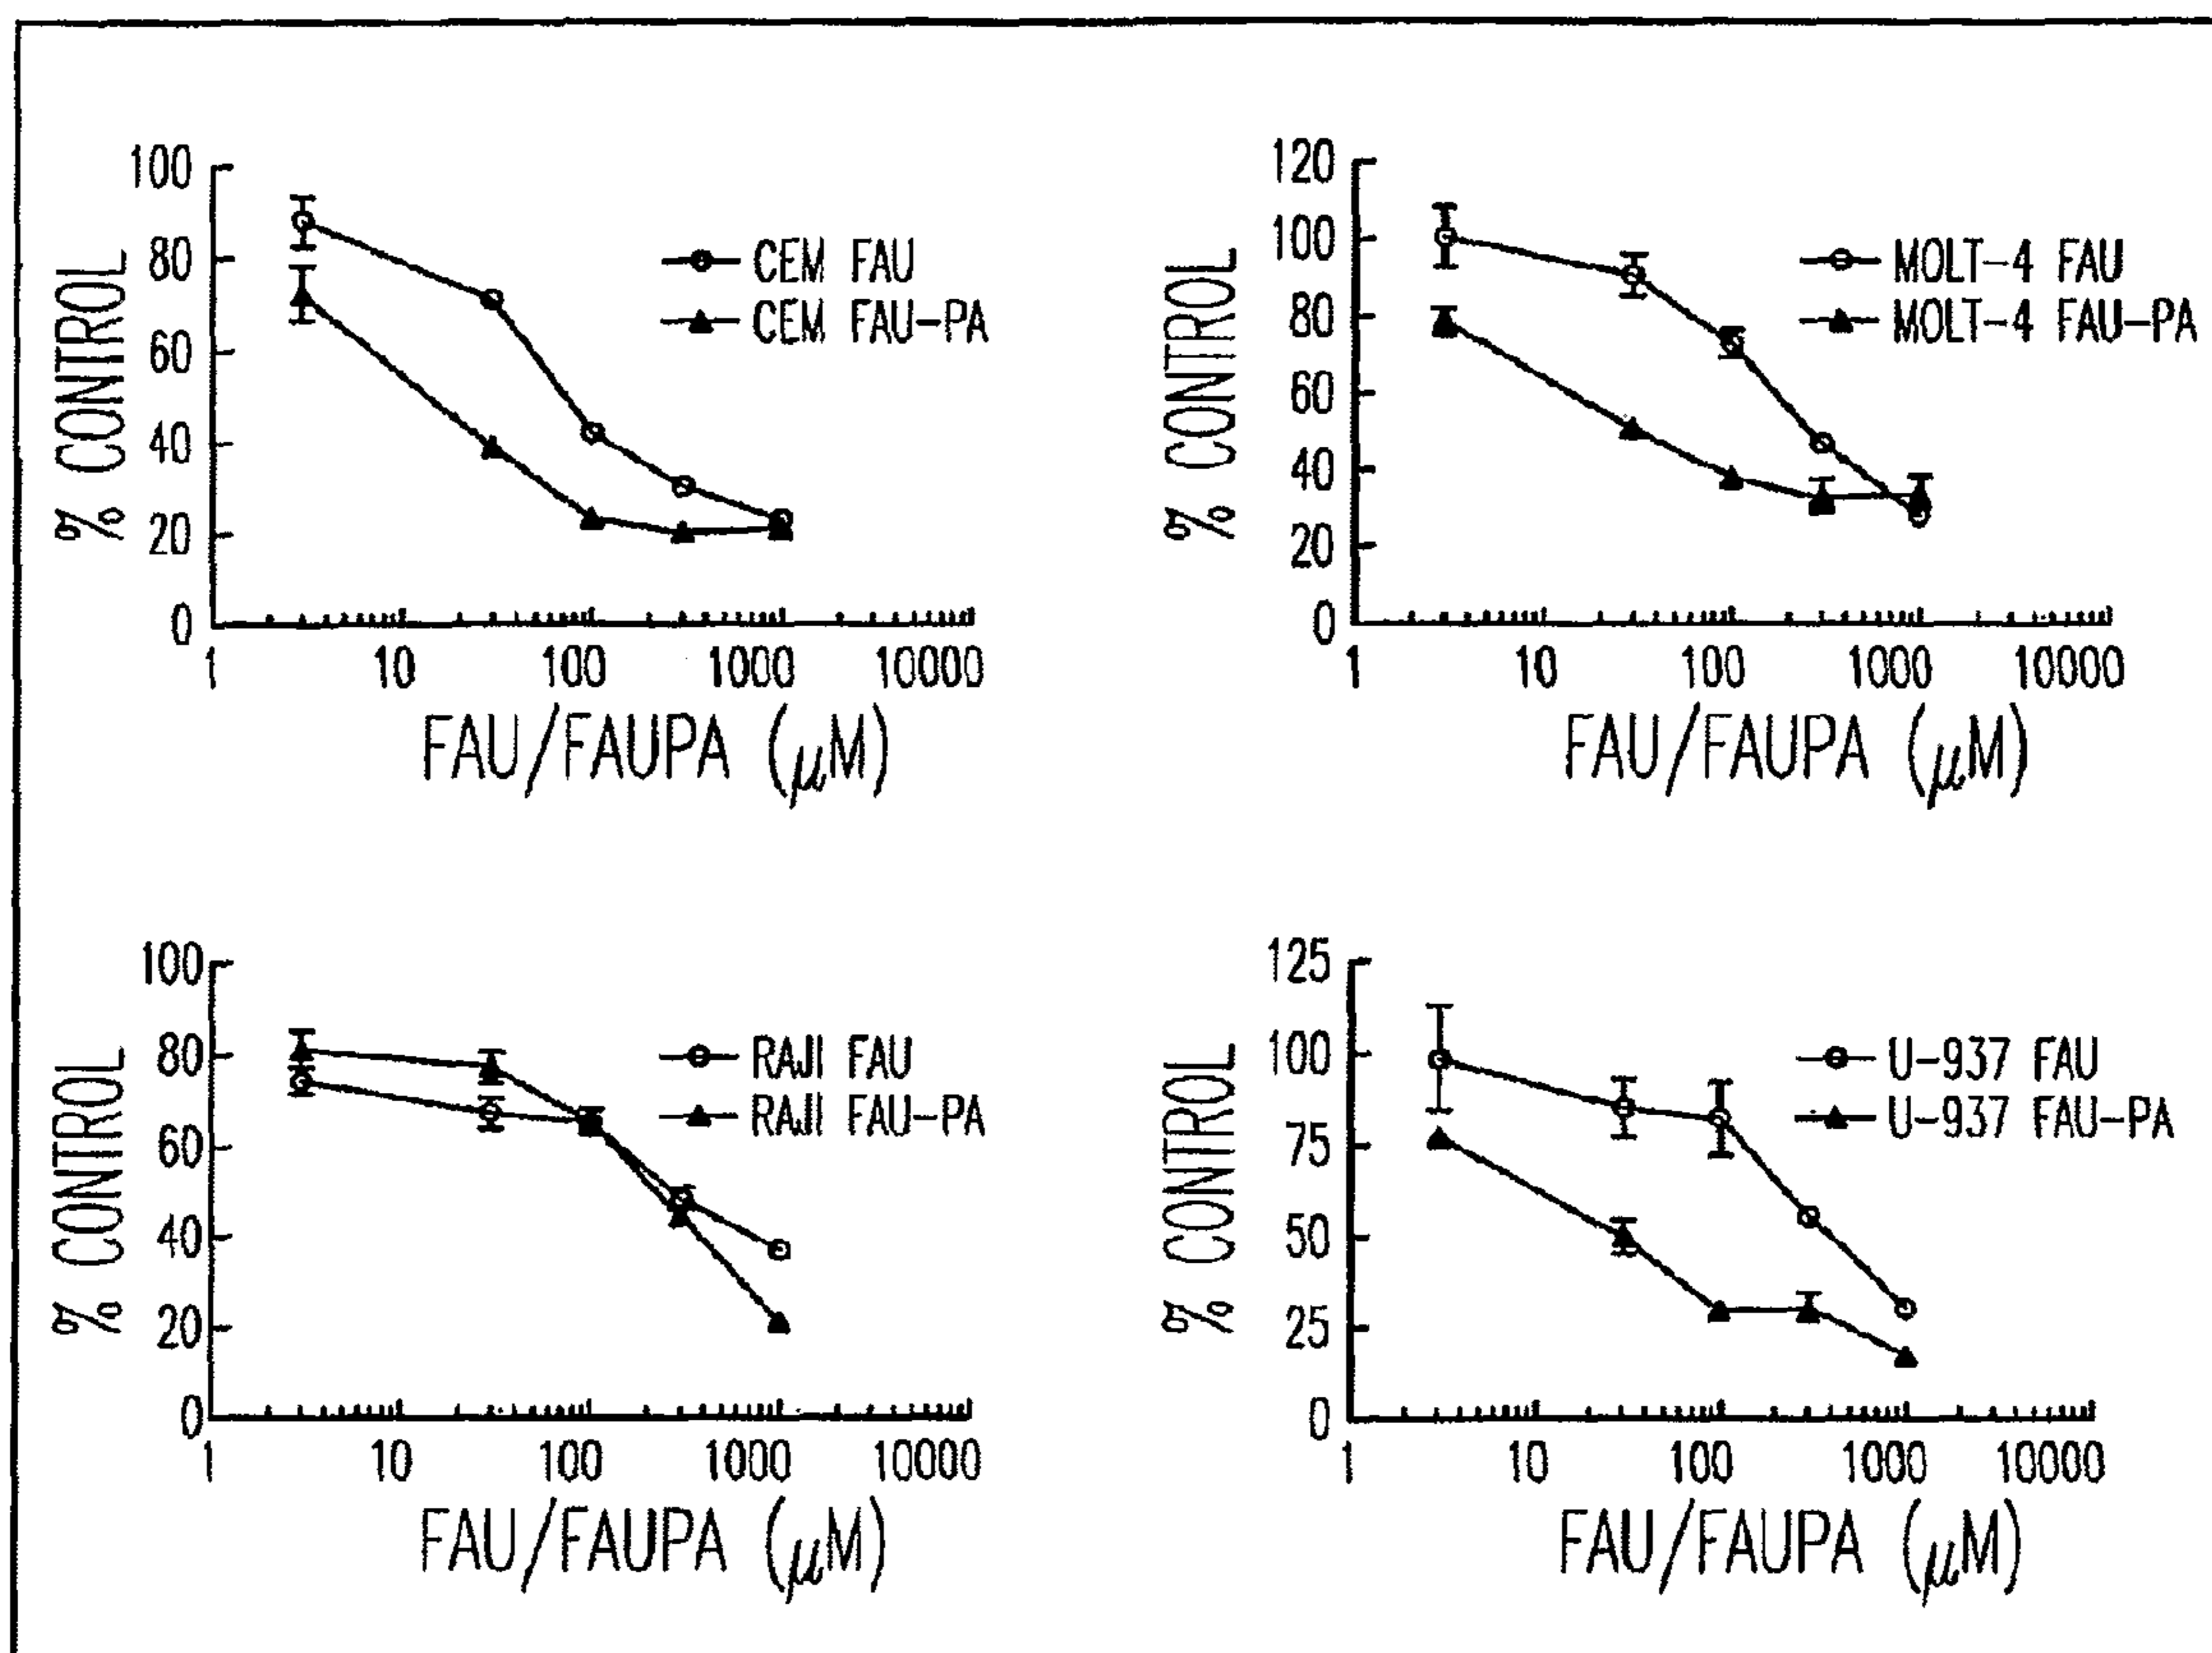 % CONTROL
100
80
60
40
20
0
1 10 100 1000 10000
FAU/FAUPA (μM)
CEM FAU
CEM FAU-PA
% CONTROL
120
100
80
60
40
20
0
1 10 100 1000 10000
FAU/FAUPA (μM)
MOLT-4 FAU
MOLT-4 FAU-PA
% CONTROL
100
80
60
40
20
0
1 10 100 1000 10000
FAU/FAUPA (μM)
RAJI FAU
RAJI FAU-PA
% CONTROL
125
100
75
50
25
0
1 10 100 1000 10000
FAU/FAUPA (μM)
U-937 FAU
U-937 FAU-PA